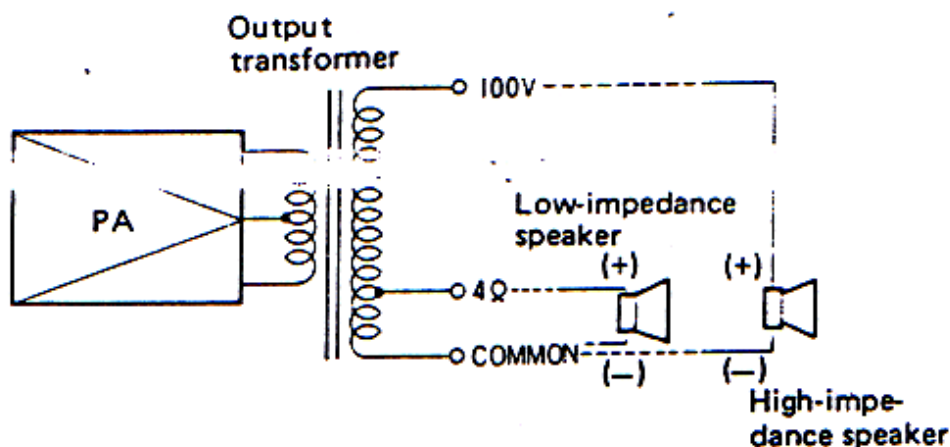 Output
transformer
100V
PA
Low-impedance
speaker
(+)
(+)
4Ω
COMMON
(—)
(—)
High-impe-
dance speaker